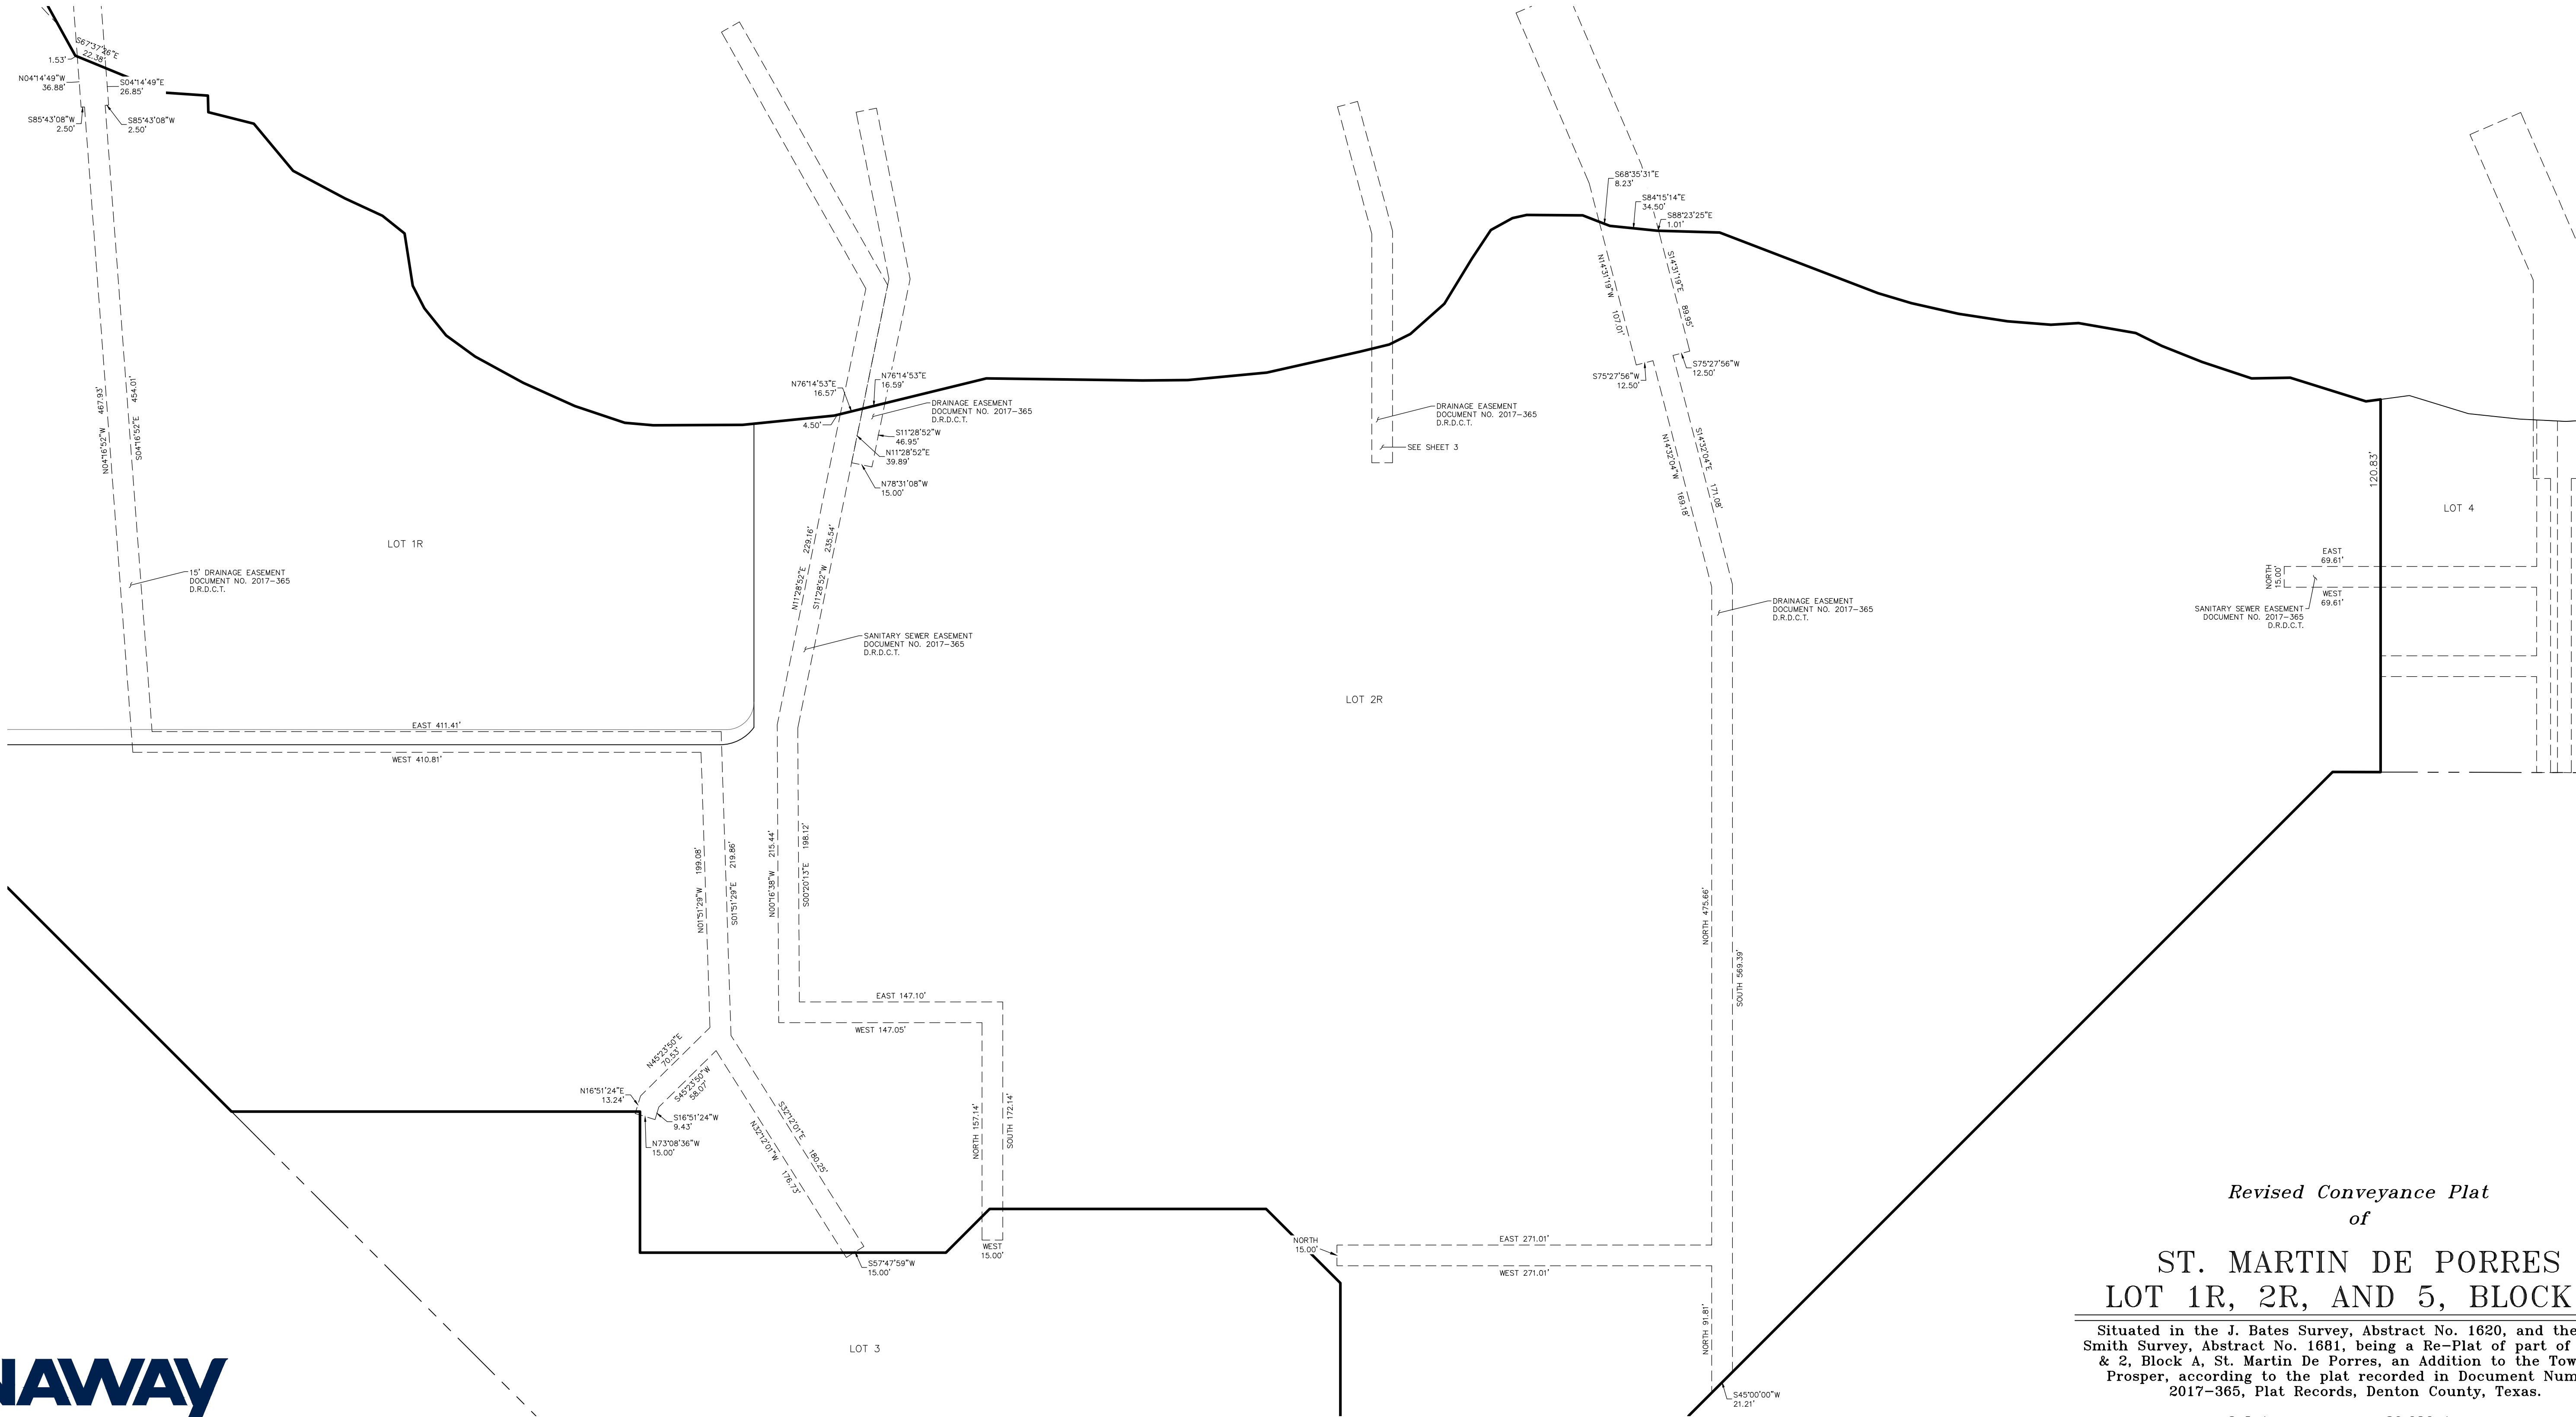 S67°37'26"E
22.38'
1.53'
N04°14'49"W
36.88'
S04°14'49"E
26.85'
S85°43'08"W
2.50'
S85°43'08"W
2.50'
N04°16'52"W 467.93'
S04°16'52"E 454.01'
LOT 1R
15' DRAINAGE EASEMENT
DOCUMENT NO. 2017-365
D.R.D.C.T.
EAST 411.41'
WEST 410.81'
N76°14'53"E
16.57'
N76°14'53"E
16.59'
4.50'
DRAINAGE EASEMENT
DOCUMENT NO. 2017-365
D.R.D.C.T.
S11°28'52"W
46.95'
N11°28'52"E
39.89'
N78°31'08"W
15.00'
N11°28'52"E 229.16'
S11°28'52"W 235.54'
SANITARY SEWER EASEMENT
DOCUMENT NO. 2017-365
D.R.D.C.T.
N00°16'38"W 215.44'
S00°20'13"E 198.12'
N01°51'29"W 199.08'
S01°51'29"E 219.86'
EAST 147.10'
WEST 147.05'
N45°23'50"E
70.53'
S45°23'50"W
58.07'
N16°51'24"E
13.24'
S16°51'24"W
9.43'
N73°08'36"W
15.00'
S32°12'01"E 180.25'
N32°12'01"W 176.73'
NORTH 157.14'
SOUTH 172.14'
WEST
15.00'
S57°47'59"W
15.00'
LOT 3
DRAINAGE EASEMENT
DOCUMENT NO. 2017-365
D.R.D.C.T.
SEE SHEET 3
LOT 2R
S68°35'31"E
8.23'
S84°15'14"E
34.50'
S88°23'25"E
1.01'
N14°31'19"W 107.01'
S14°31'19"E 89.95'
S75°27'56"W
12.50'
S75°27'56"W
12.50'
N14°32'04"W 169.18'
S14°32'04"E 171.08'
DRAINAGE EASEMENT
DOCUMENT NO. 2017-365
D.R.D.C.T.
NORTH 475.66'
SOUTH 569.39'
NORTH
15.00'
EAST 271.01'
WEST 271.01'
NORTH 91.81'
S45°00'00"W
21.21'
120.83'
LOT 4
EAST
69.61'
NORTH
15.00'
WEST
69.61'
SANITARY SEWER EASEMENT
DOCUMENT NO. 2017-365
D.R.D.C.T.
Revised Conveyance Plat
of
ST. MARTIN DE PORRES
LOT 1R, 2R, AND 5, BLOCK
Situated in the J. Bates Survey, Abstract No. 1620, and the
Smith Survey, Abstract No. 1681, being a Re-Plat of part of
& 2, Block A, St. Martin De Porres, an Addition to the Tow
Prosper, according to the plat recorded in Document Num
2017-365, Plat Records, Denton County, Texas.
NAWAY